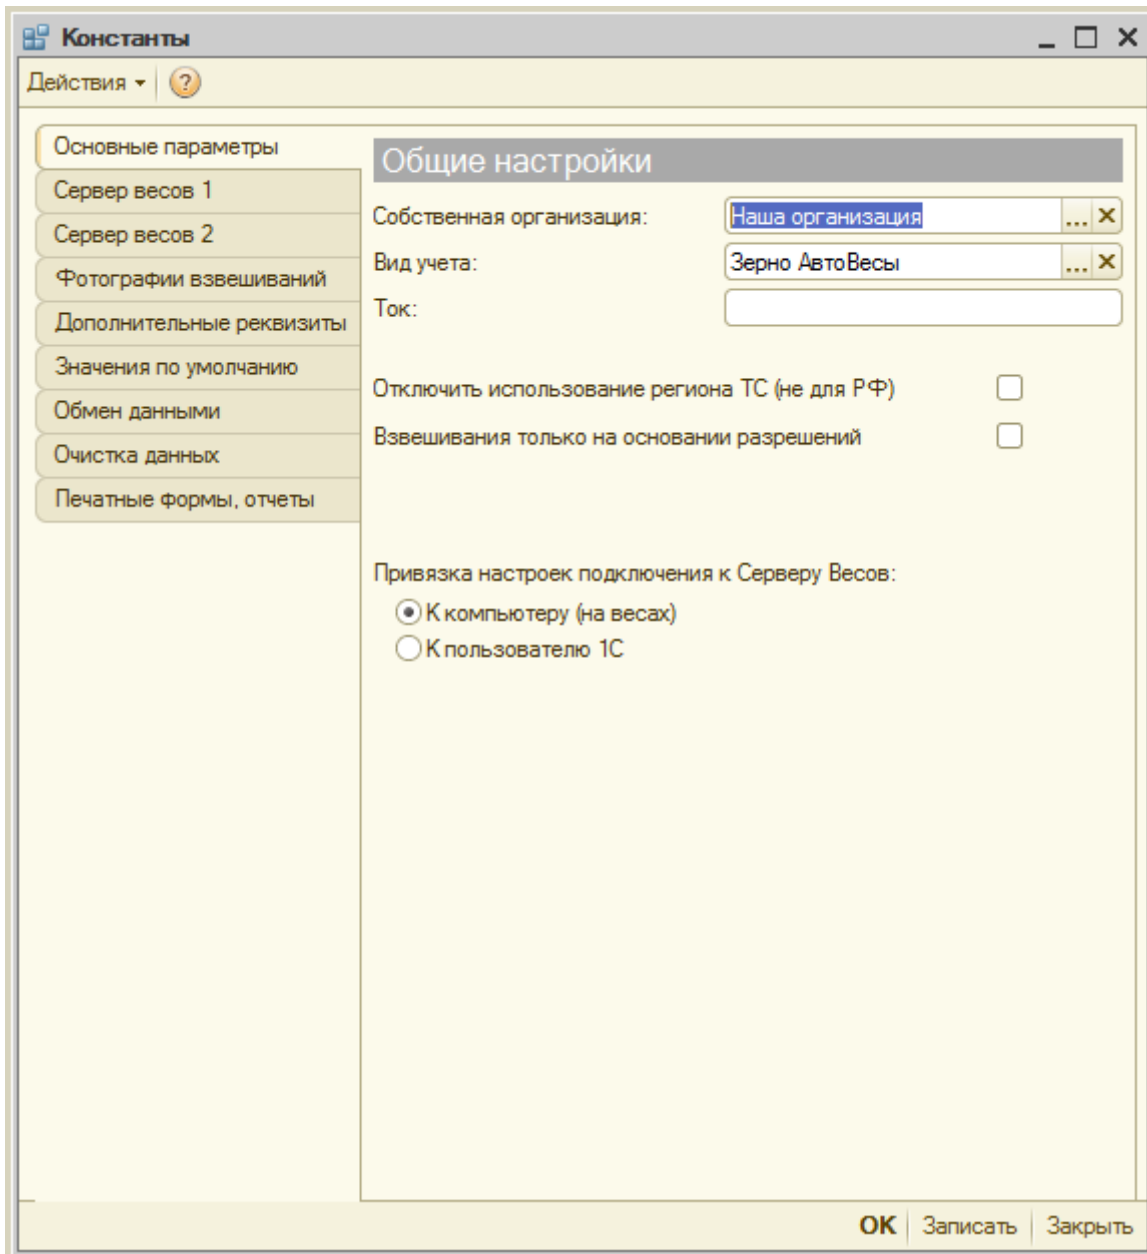 Константы
Действия
?
Основные параметры
Сервер весов 1
Сервер весов 2
Фотографии взвешиваний
Дополнительные реквизиты
Значения по умолчанию
Обмен данными
Очистка данных
Печатные формы, отчеты
Общие настройки
Собственная организация: Наша организация ...
Вид учета: Зерно АвтоВесы ...
Ток:
Отключить использование региона ТС (не для РФ)
Взвешивания только на основании разрешений
Привязка настроек подключения к Серверу Весов:
К компьютеру (на весах)
К пользователю 1С
ОК Записать Закрыть